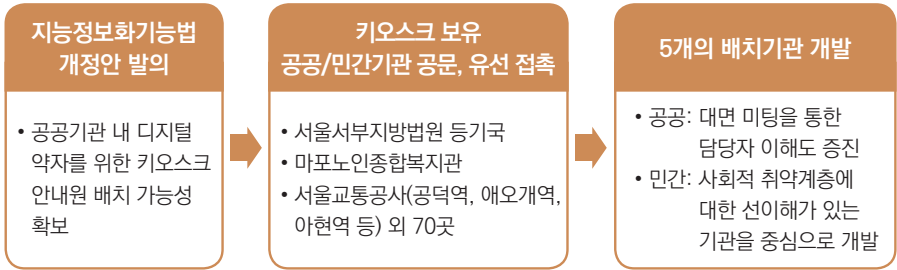 지능정보화기능법
개정안 발의
• 공공기관 내 디지털
약자를 위한 키오스크
안내원 배치 가능성
확보
키오스크 보유
공공/민간기관 공문, 유선 접촉
• 서울서부지방법원 등기국
• 마포노인종합복지관
• 서울교통공사(공덕역, 애오개역,
아현역 등) 외 70곳
5개의 배치기관 개발
• 공공: 대면 미팅을 통한
담당자 이해도 증진
• 민간: 사회적 취약계층에
대한 선이해가 있는
기관을 중심으로 개발